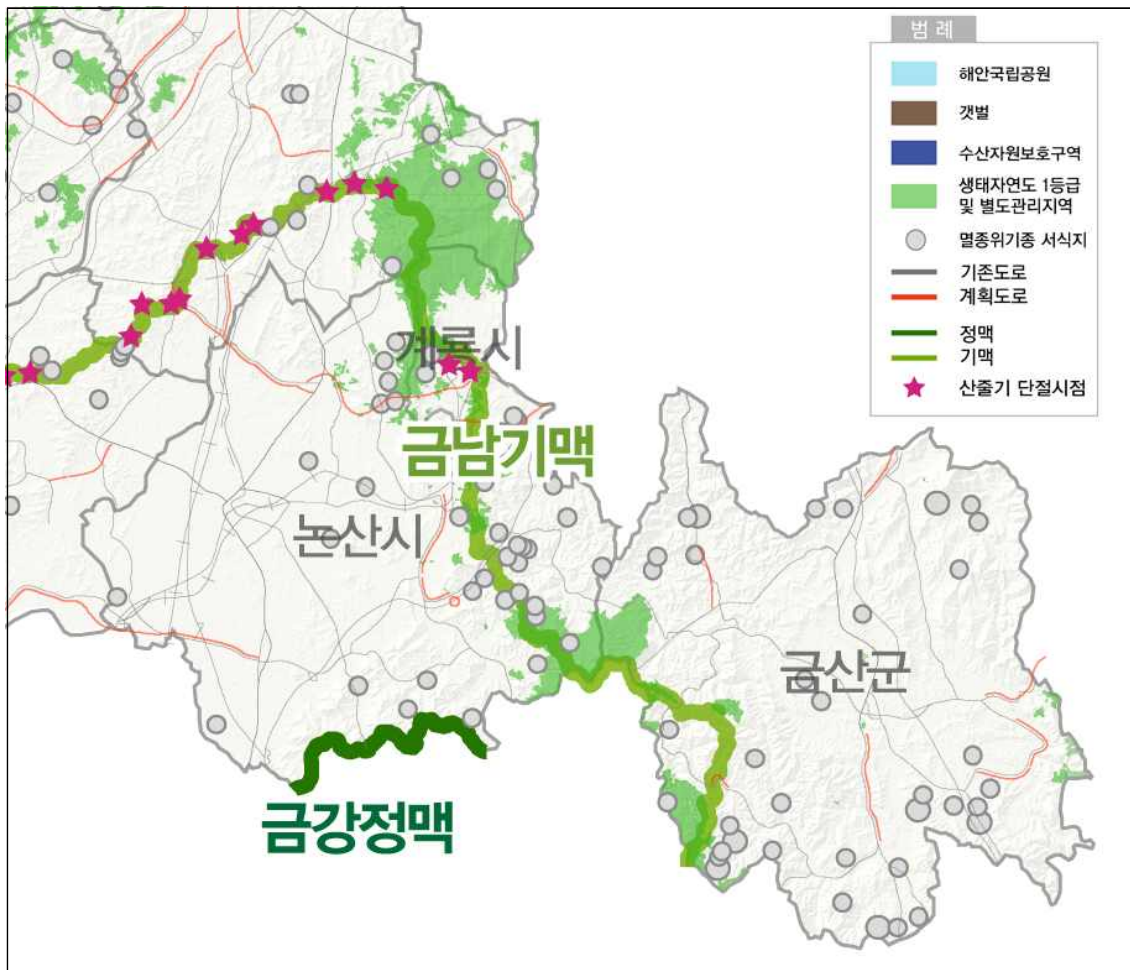 범 례
해안국립공원
갯벌
수산자원보호구역
생태자연도 1등급
및 별도관리지역
멸종위기종 서식지
기존도로
계획도로
정맥
기맥
산줄기 단절시점
계룡시
금남기맥
논산시
금산군
금강정맥